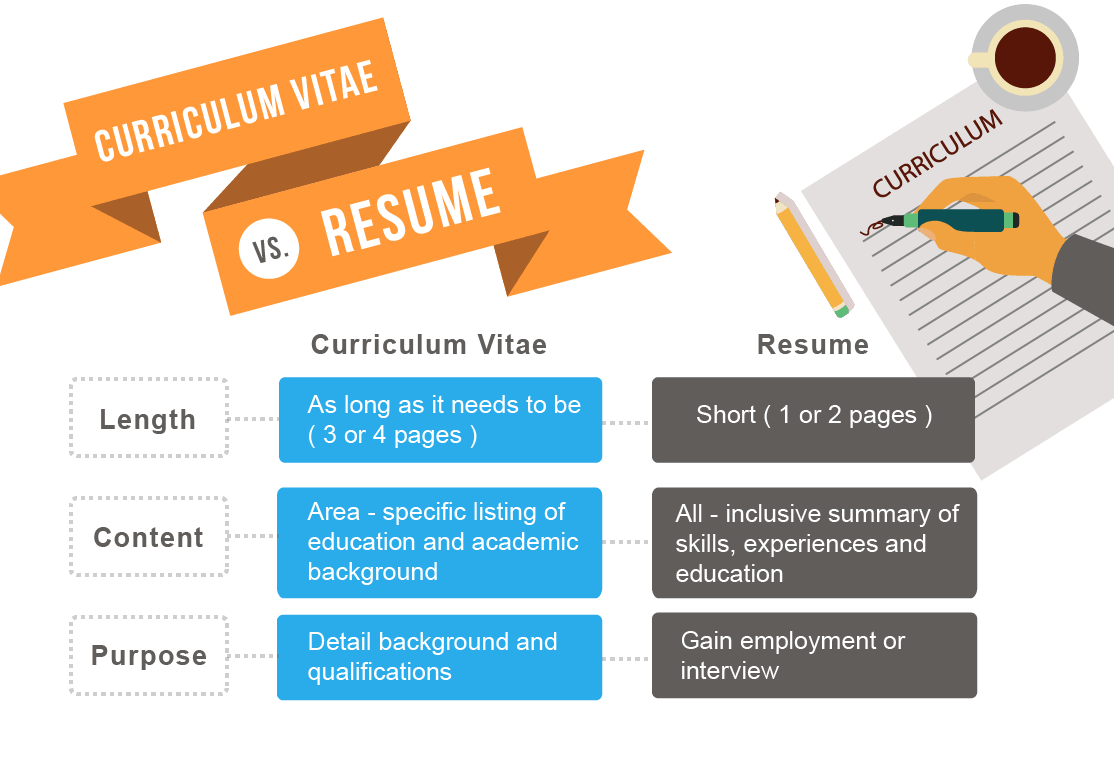 CURRICULUM VITAE
VS. RESUME
CURRICULUM
Curriculum Vitae
Resume
Length
As long as it needs to be
( 3 or 4 pages )
Short ( 1 or 2 pages )
Content
Area - specific listing of
education and academic
background
All - inclusive summary of
skills, experiences and
education
Purpose
Detail background and
qualifications
Gain employment or
interview